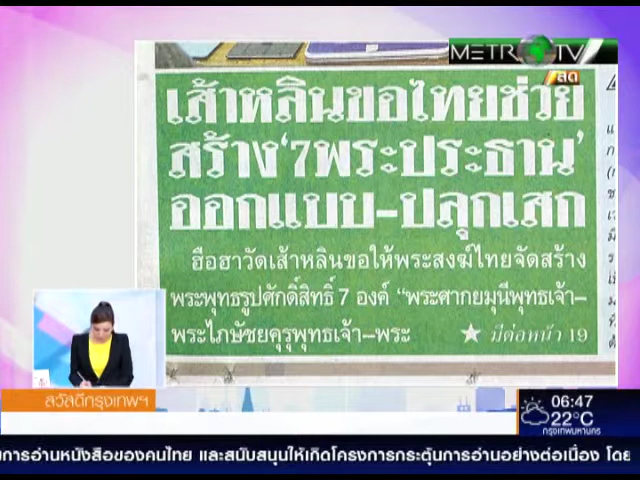 METR TV
สด
เส้าหลินขอไทยช่วย
สร้าง'7พระประธาน'
ออกแบบ-ปลุกเสก
ฮือฮาวัดเส้าหลินขอให้พระสงฆ์ไทยจัดสร้าง
พระพุทธรูปศักดิ์สิทธิ์ 7 องค์ "พระศากยมุนีพุทธเจ้า-
พระไภษัชยคุรุพุทธเจ้า-พระ ★ มีต่อหน้า 19
สวัสดีกรุงเทพฯ
06:47
22°C
กรุงเทพมหานคร
การอ่านหนังสือของคนไทย และสนับสนุนให้เกิดโครงการกระตุ้นการอ่านอย่างต่อเนื่อง โดย